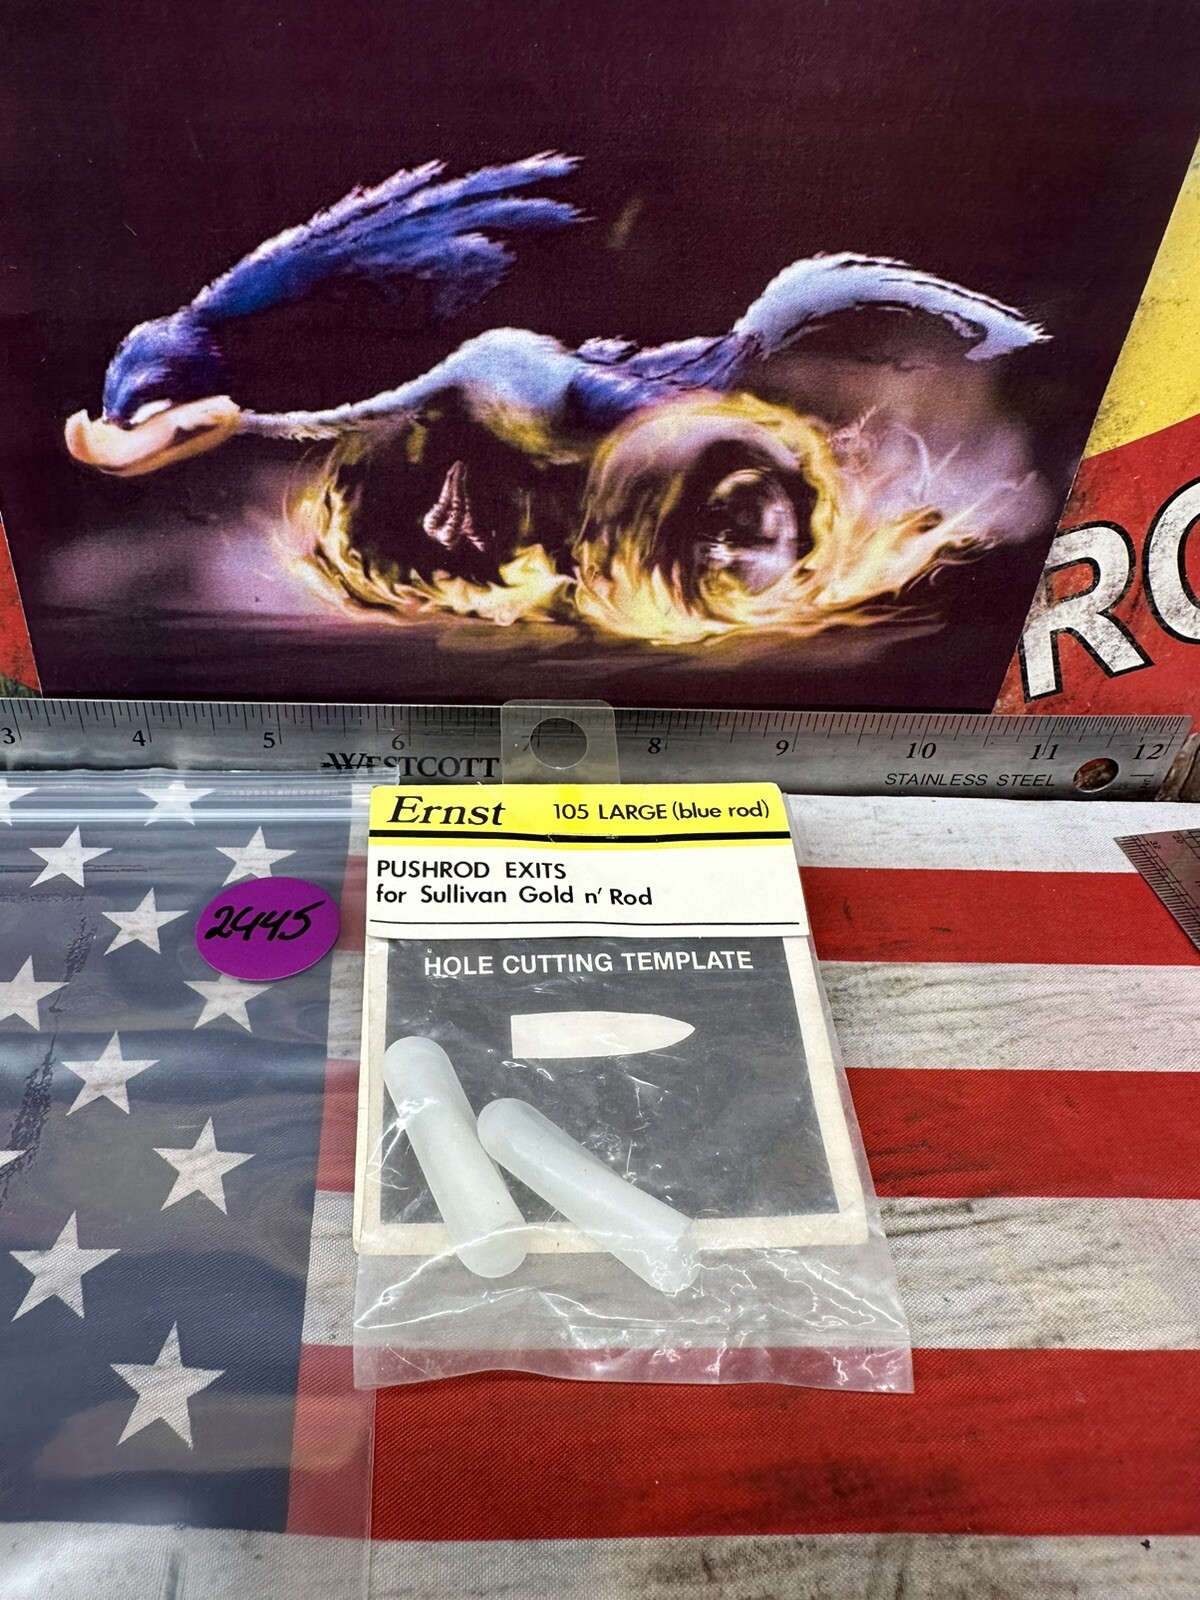 RO
3 4 5 6 7 8 9 10 11 12
WESTCOTT
STAINLESS STEEL
Ernst 105 LARGE (blue rod)
PUSHROD EXITS
for Sullivan Gold n' Rod
2445
HOLE CUTTING TEMPLATE